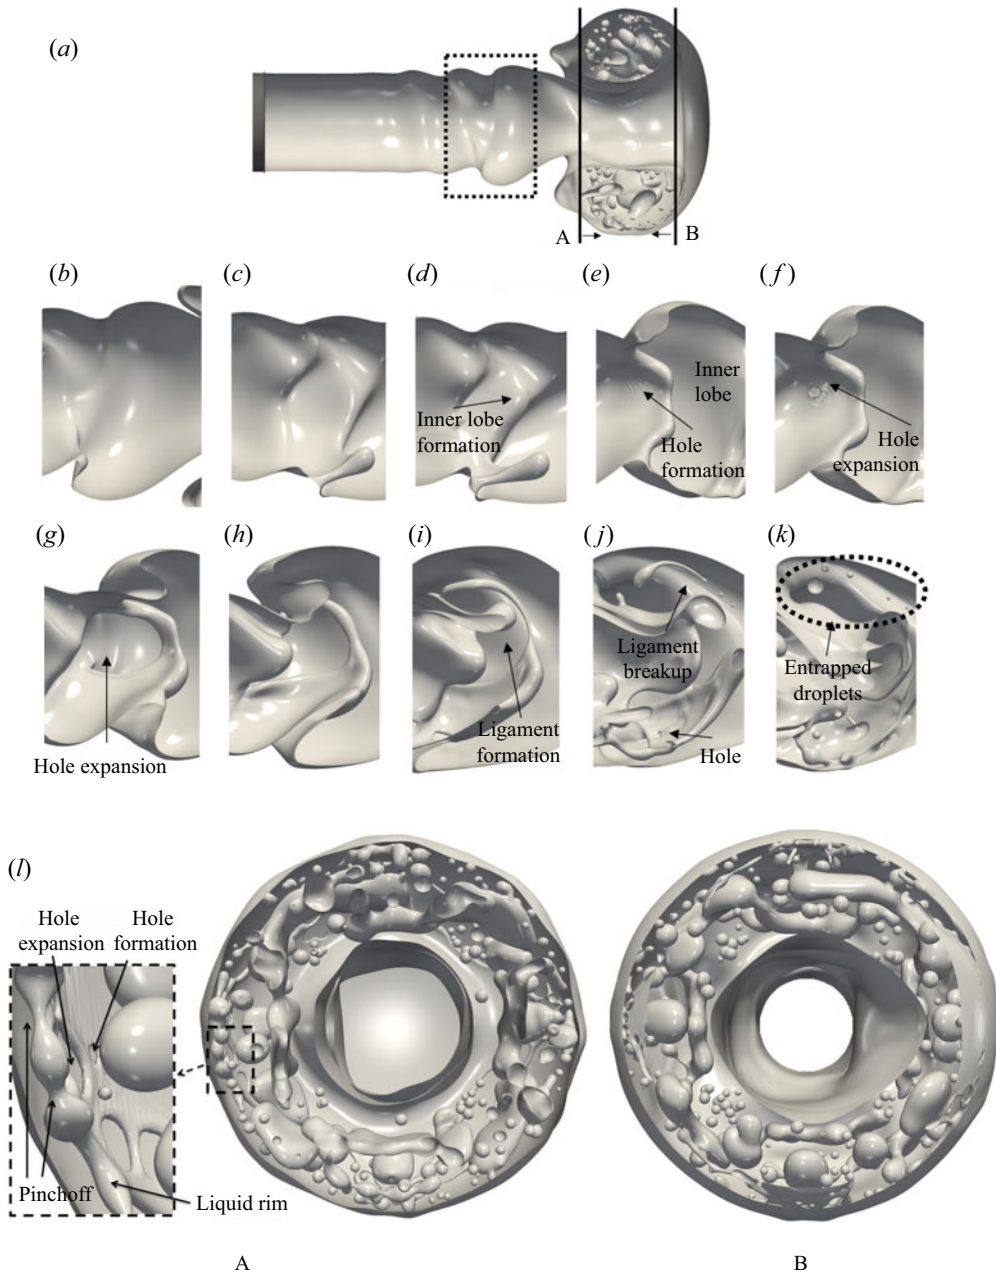 (a)
A
B
(b)
(c)
(d)
(e)
(f)
Inner lobe
formation
Inner
lobe
Hole
formation
Hole
expansion
(g)
(h)
(i)
(j)
(k)
Hole expansion
Ligament
formation
Ligament
breakup
Hole
Entrapped
droplets
(l)
Hole
expansion
Hole
formation
Pinchoff
Liquid rim
A
B